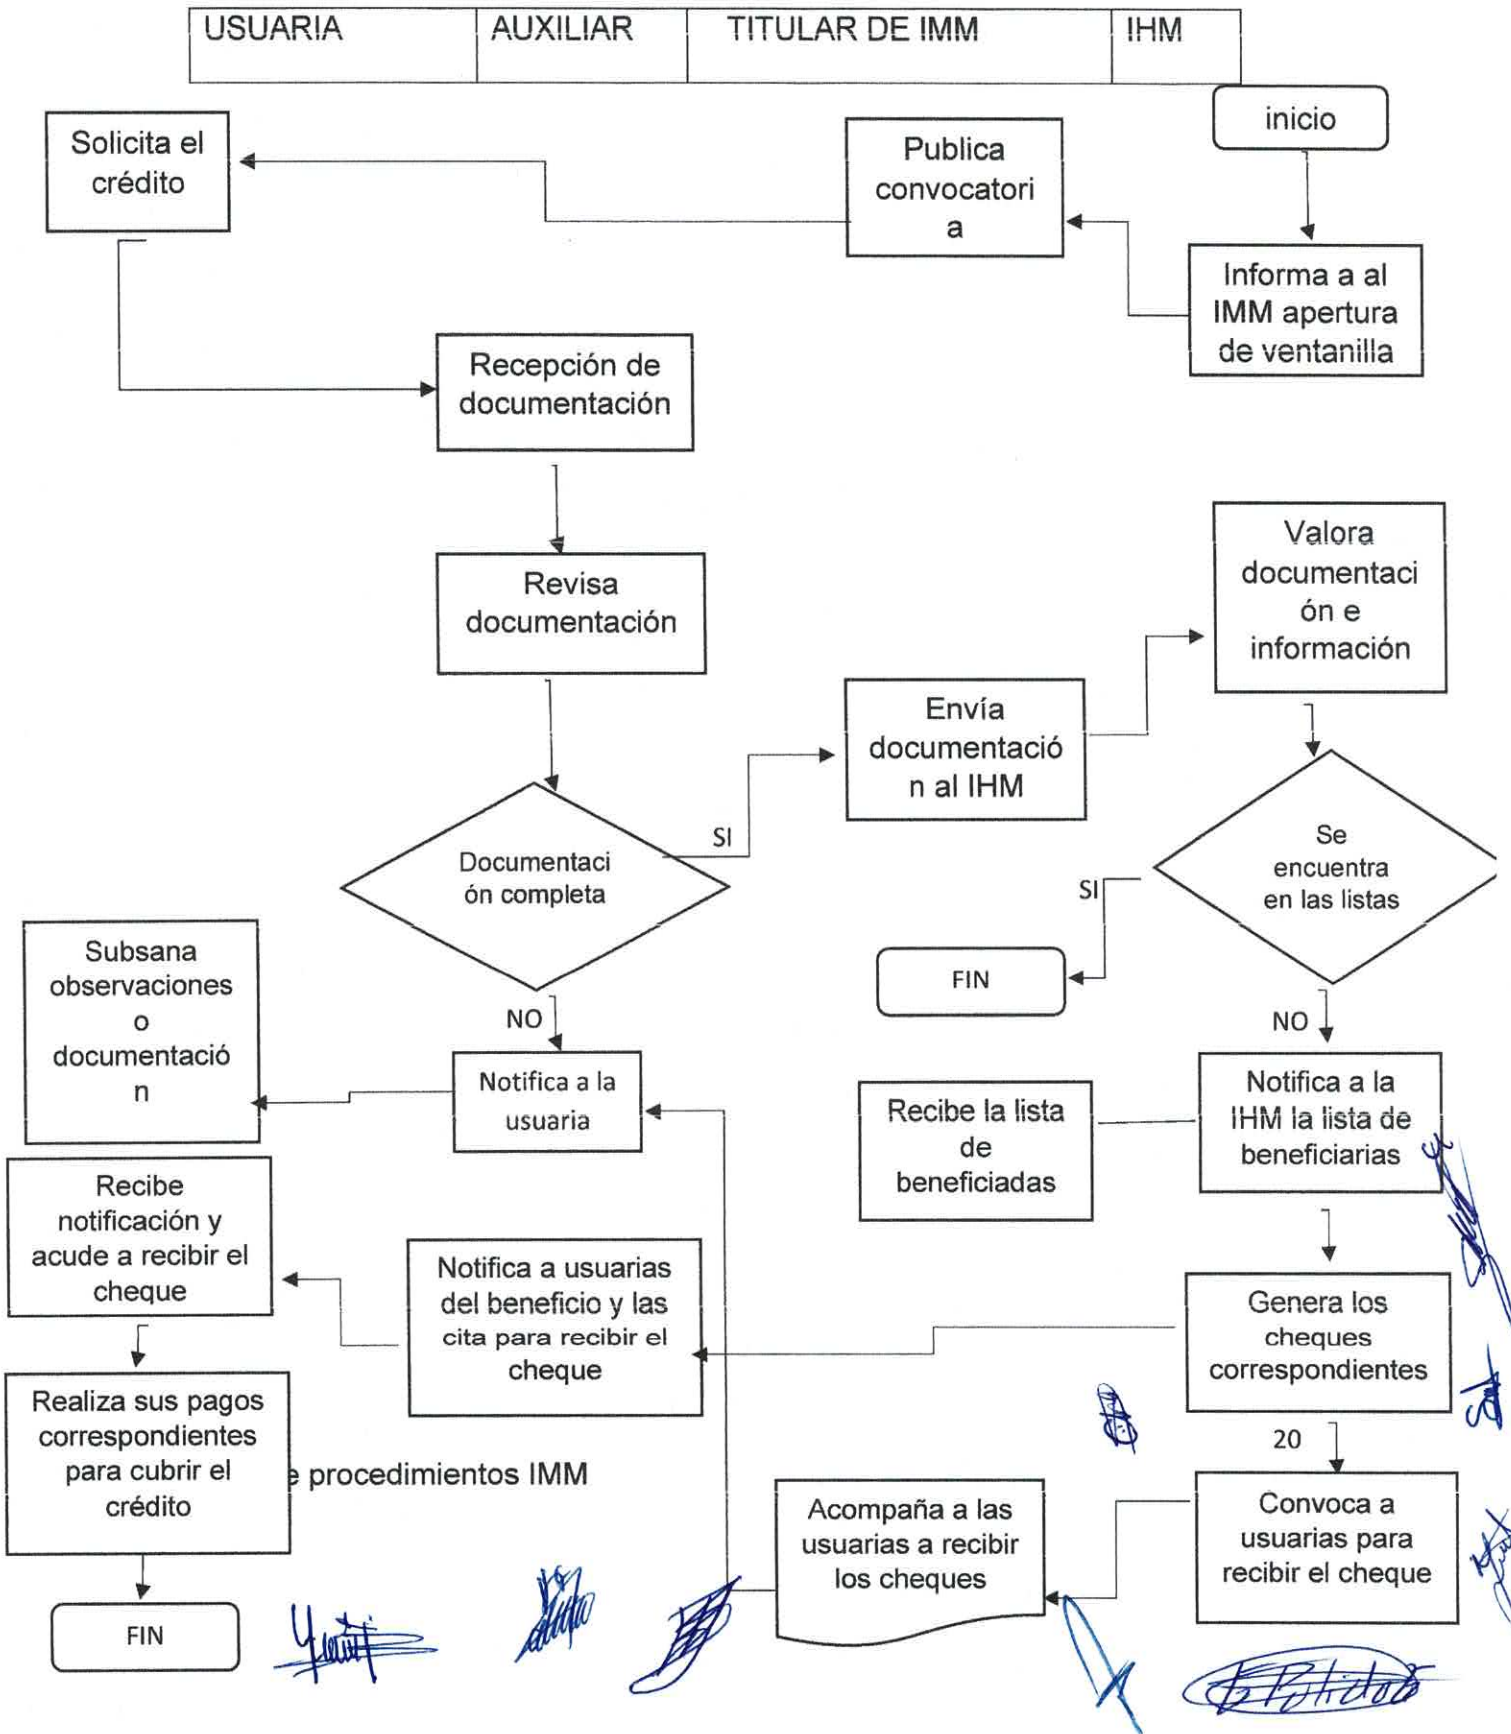 USUARIA
AUXILIAR
TITULAR DE IMM
IHM
inicio
Solicita el
crédito
Publica
convocatori
a
Informa a al
IMM apertura
de ventanilla
Recepción de
documentación
Revisa
documentación
Valora
documentaci
ón e
información
Envía
documentació
n al IHM
SI
Documentaci
ón completa
Se
encuentra
en las listas
SI
FIN
Subsana
observaciones
o
documentació
n
NO
NO
Notifica a la
usuaria
Recibe la lista
de
beneficiadas
Notifica a la
IHM la lista de
beneficiarias
Recibe
notificación y
acude a recibir el
cheque
Notifica a usuarias
del beneficio y las
cita para recibir el
cheque
Genera los
cheques
correspondientes
Realiza sus pagos
correspondientes
para cubrir el
crédito
20
e procedimientos IMM
Acompaña a las
usuarias a recibir
los cheques
Convoca a
usuarias para
recibir el cheque
FIN